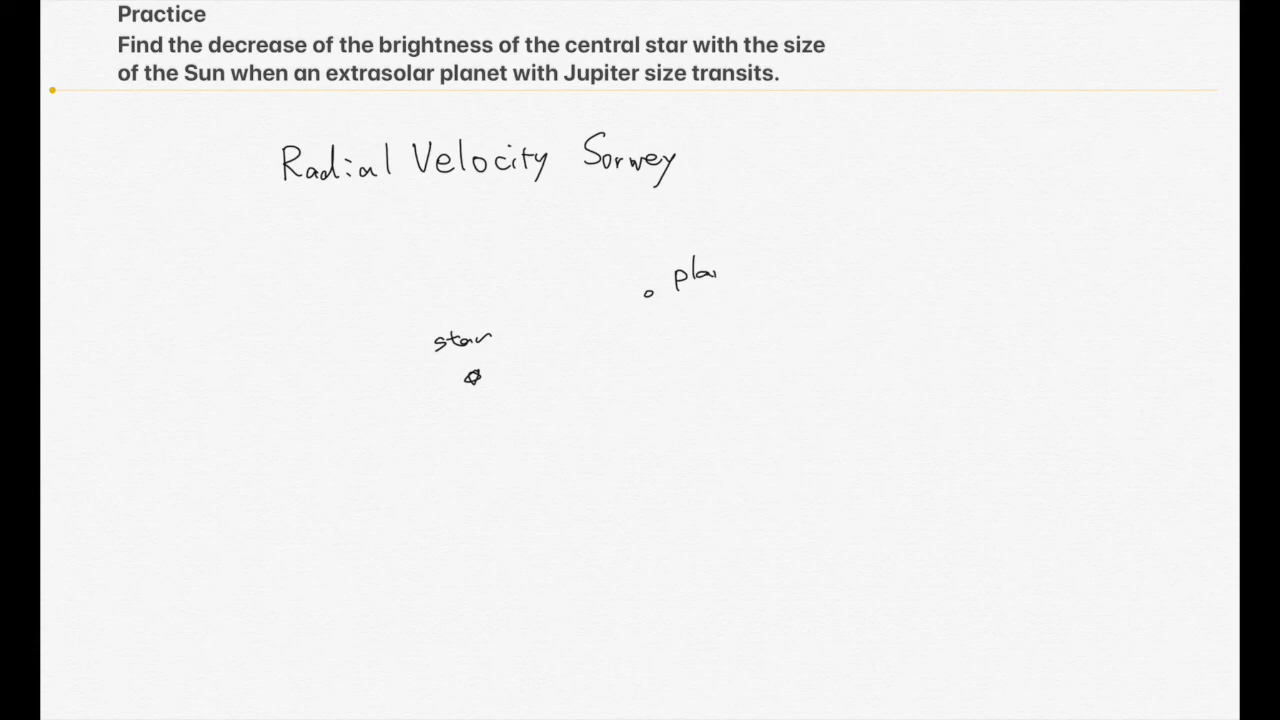 Practice
Find the decrease of the brightness of the central star with the size
of the Sun when an extrasolar planet with Jupiter size transits.
Radial Velocity Sorvey
pla
star